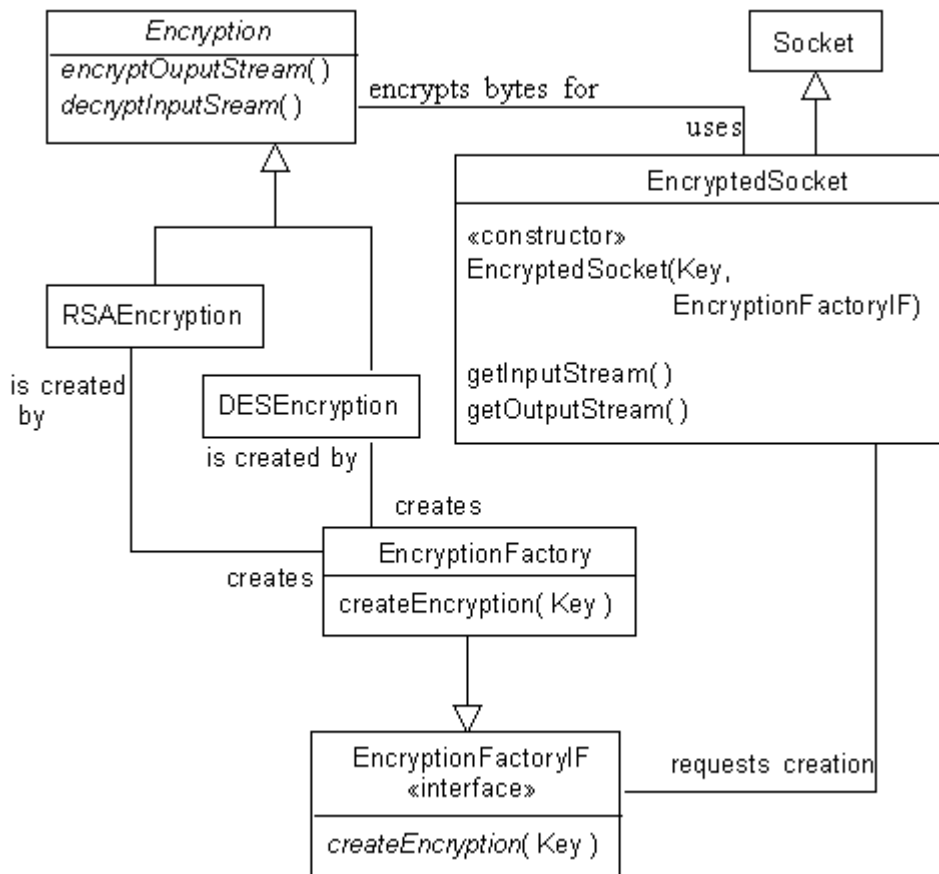 Encryption
encryptOuputStream( )
decryptInputSream( )
Socket
encrypts bytes for
uses
EncryptedSocket
«constructor»
EncryptedSocket(Key,
EncryptionFactoryIF)
getInputStream( )
getOutputStream( )
RSAEncryption
is created
by
DESEncryption
is created by
creates
EncryptionFactory
creates
createEncryption( Key )
EncryptionFactoryIF
«interface»
requests creation
createEncryption( Key )